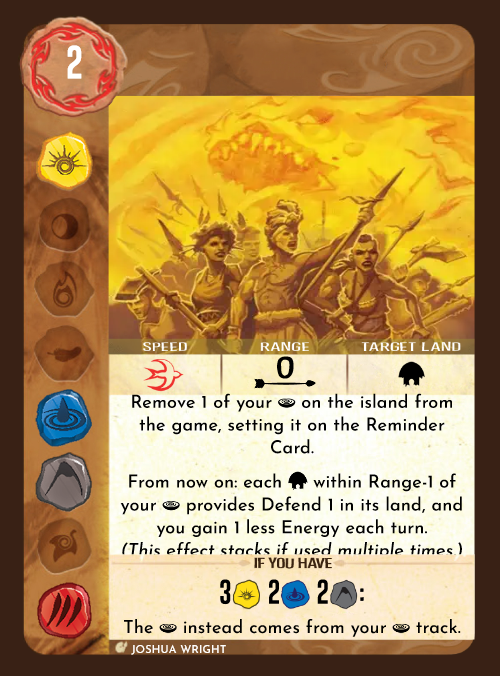 2
SPEED RANGE TARGET LAND
0
Remove 1 of your on the island from
the game, setting it on the Reminder
Card.
From now on: each within Range-1 of
your provides Defend 1 in its land, and
you gain 1 less Energy each turn.
(This effect stacks if used multiple times.)
IF YOU HAVE
3 2 2 :
The instead comes from your track.
JOSHUA WRIGHT